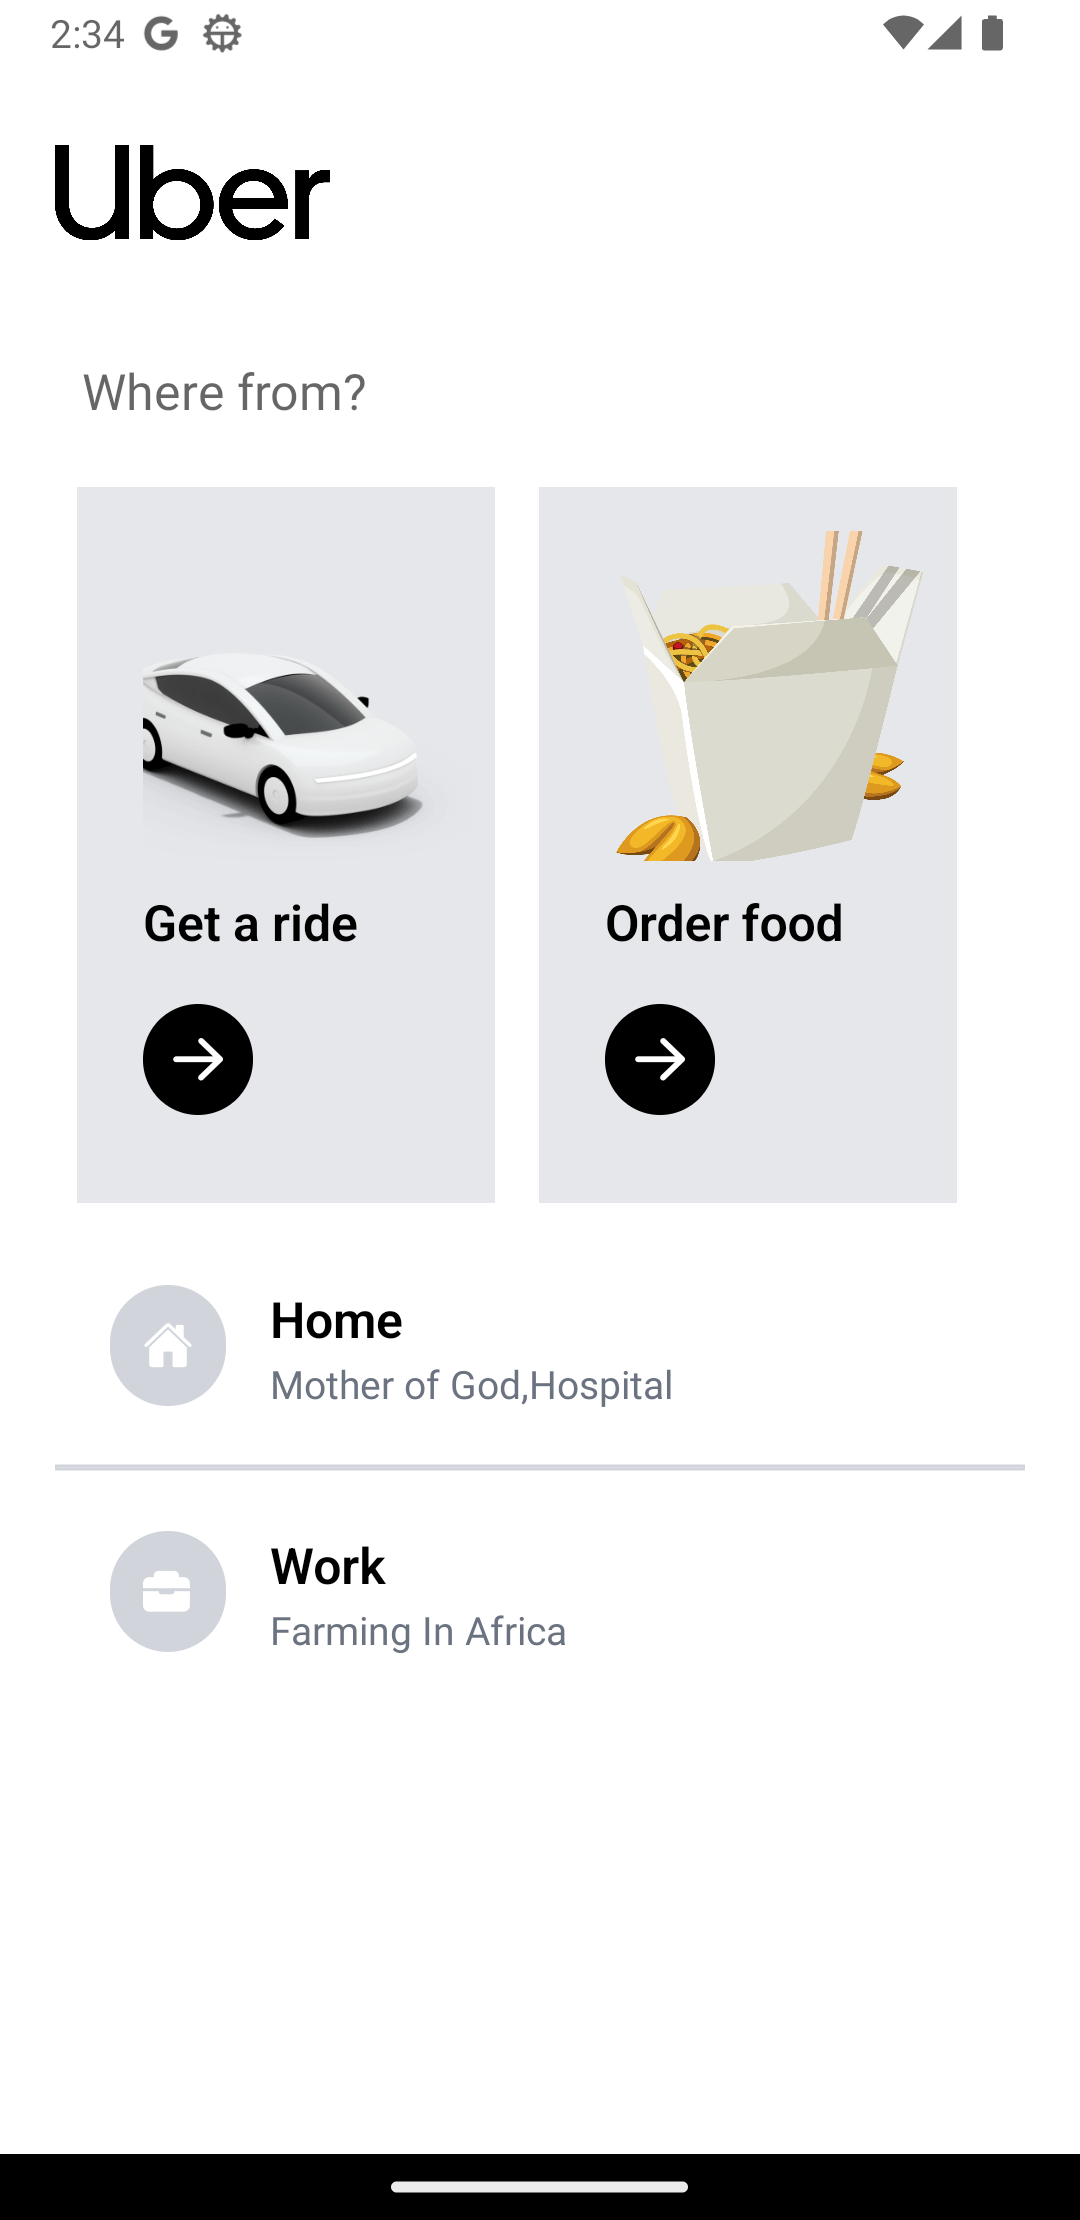 2:34
Uber
Where from?
Get a ride
Order food
Home
Mother of God,Hospital
Work
Farming In Africa